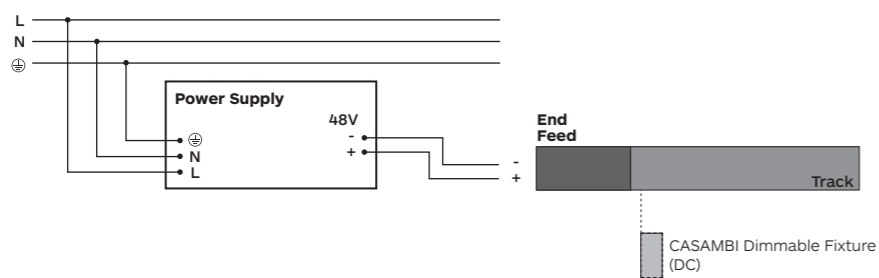 L
N
Power Supply
48V
-
+
N
L
End
Feed
-
+
Track
CASAMBI Dimmable Fixture
(DC)